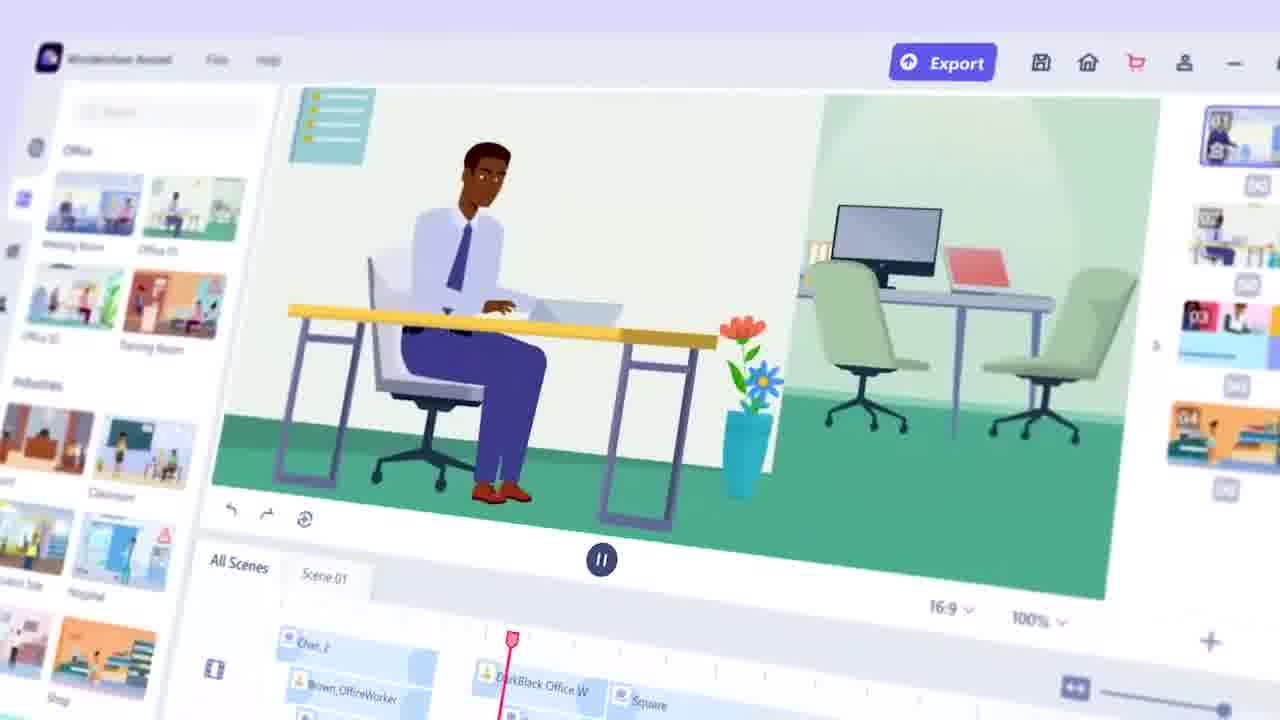 Wondershare Anireel
File
Help
Export
Search
Office
Meeting Room
Office 01
Office 02
Training Room
Industries
Classroom
Hospital
Shop
01
02
03
04
16:9
100%
All Scenes
Scene 01
Chair_2
Brown_OfficeWorker
DarkBlack Office W
Square